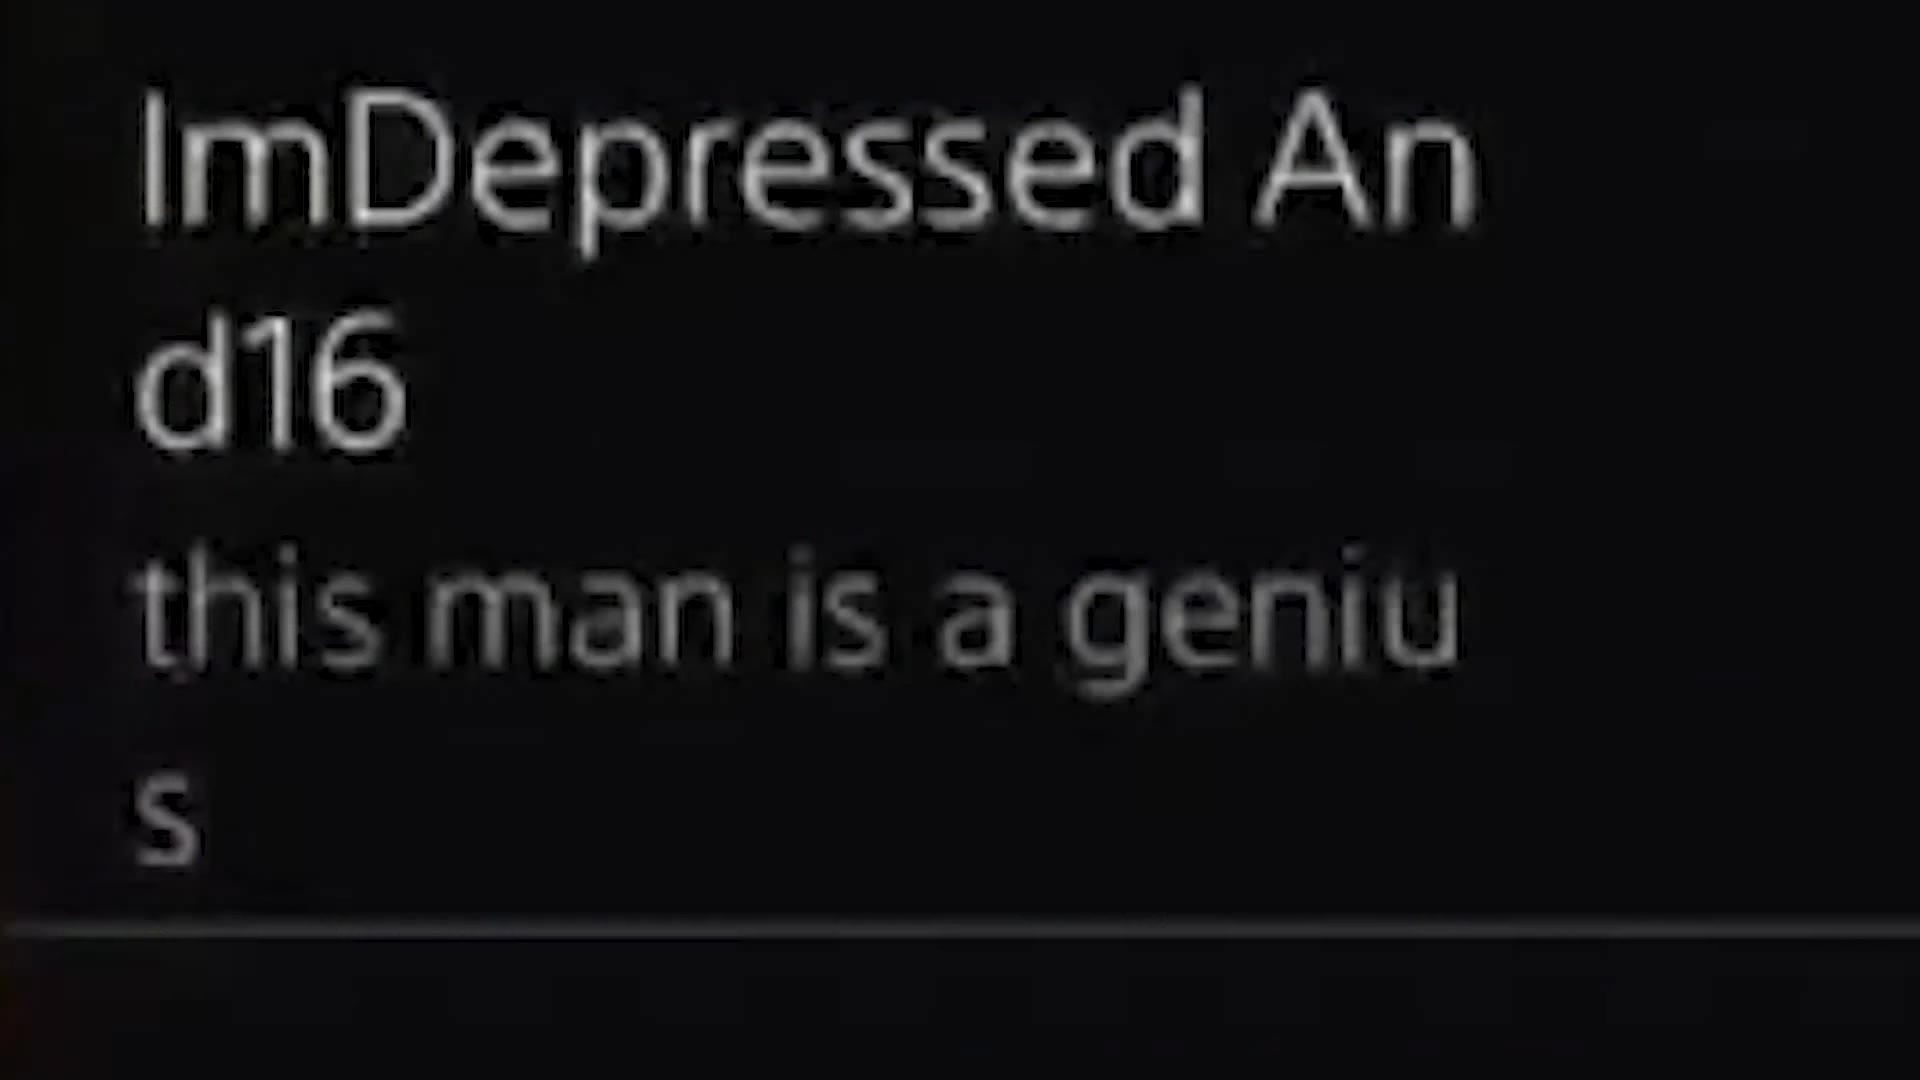 ImDepressed An
d16
this man is a geniu
s